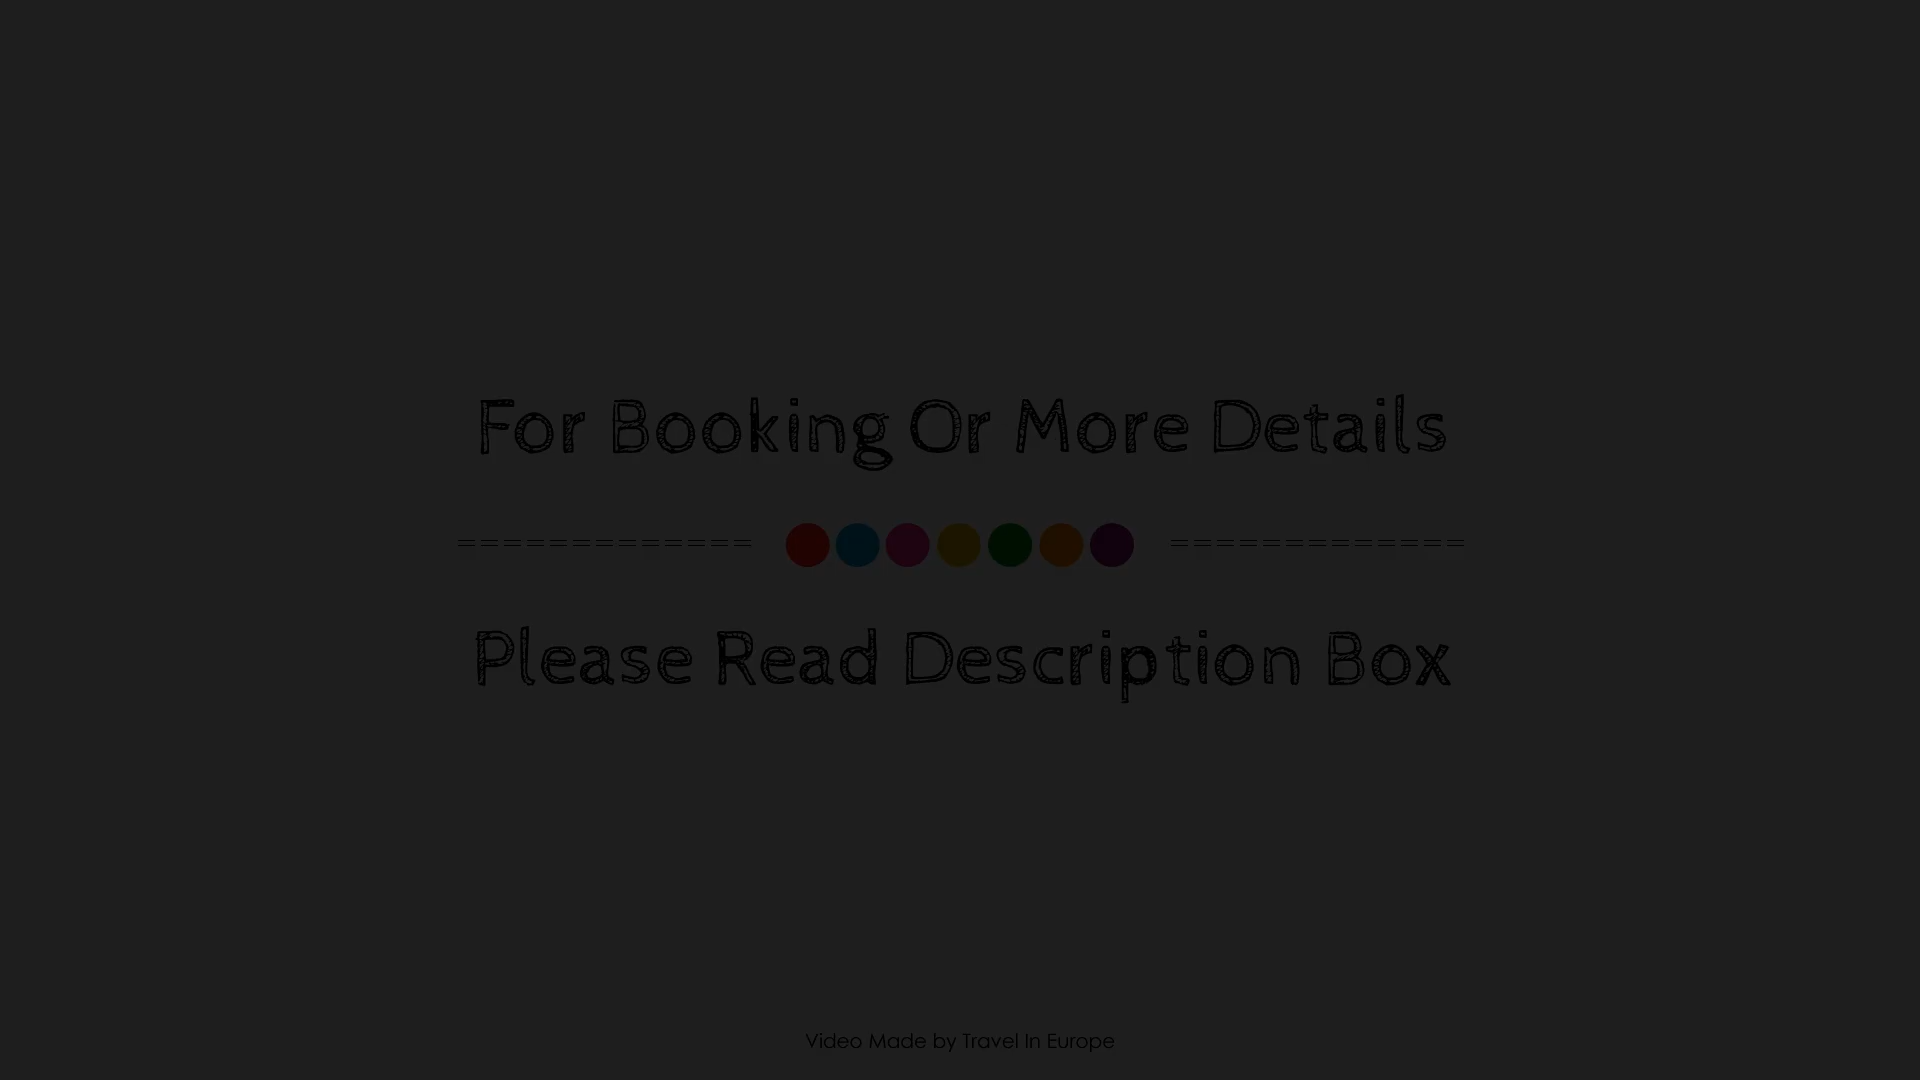 For Booking Or More Details
============= =============
Please Read Description Box
Video Made by Travel In Europe